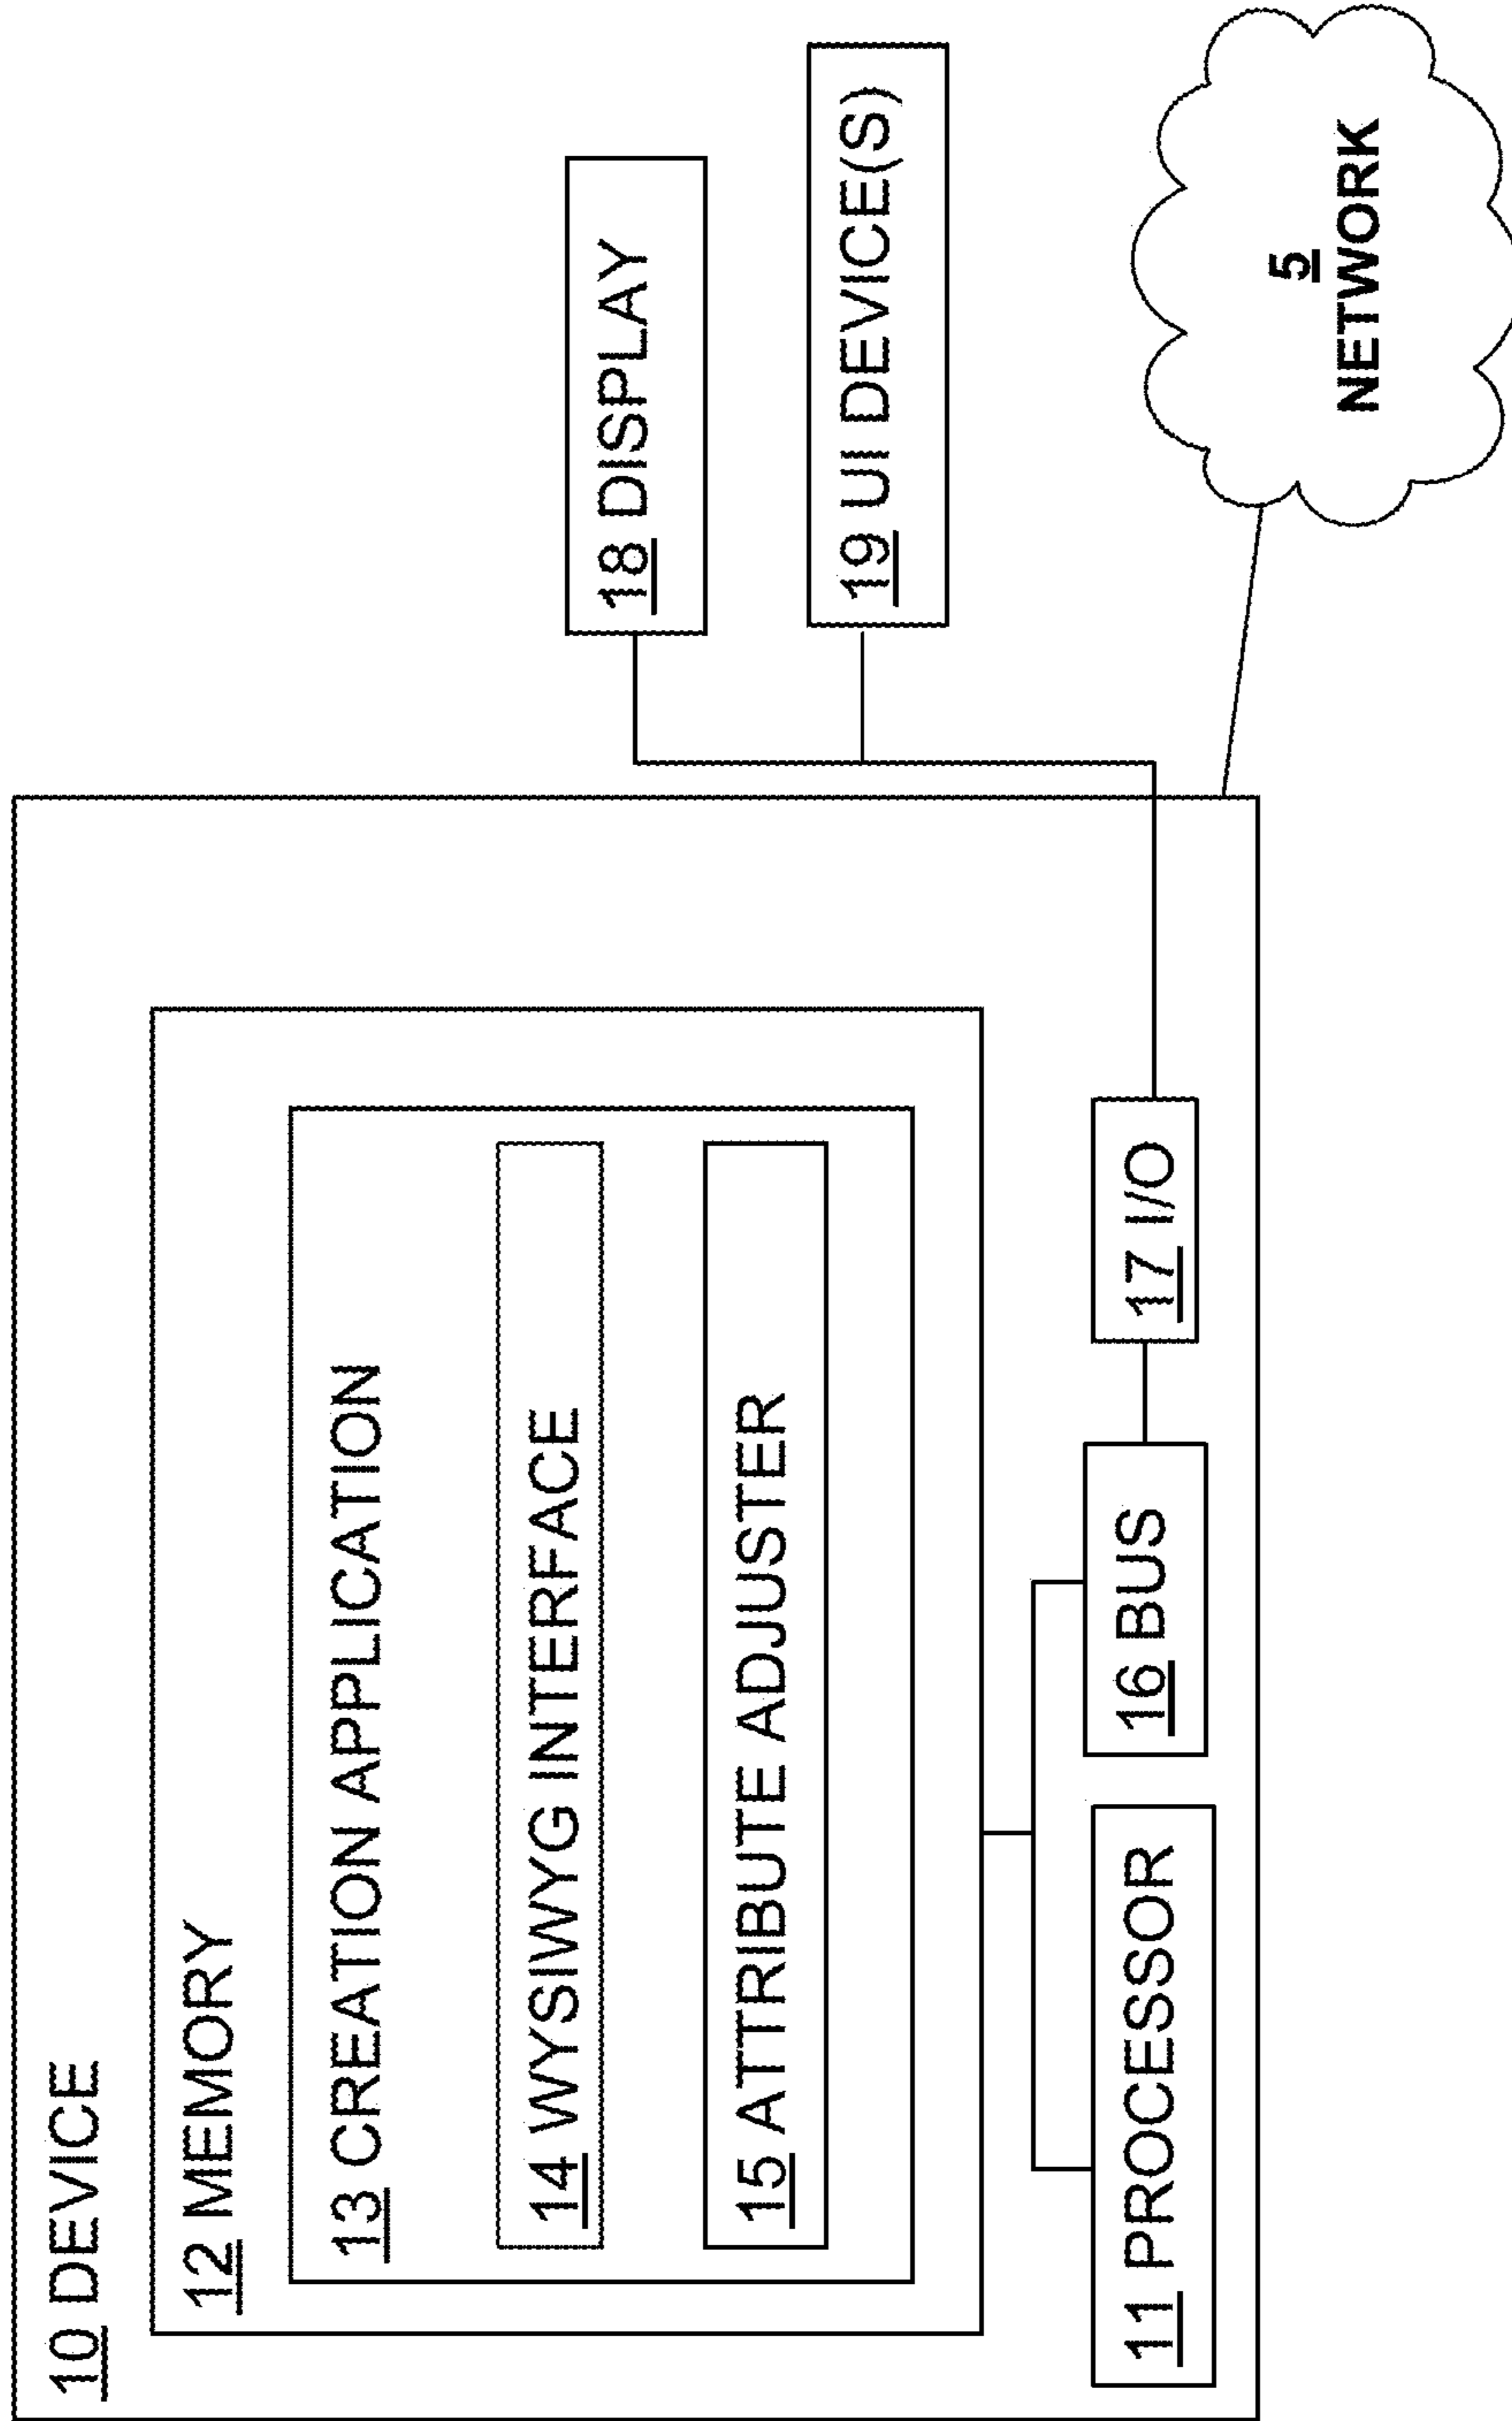 10 DEVICE
12 MEMORY
13 CREATION APPLICATION
14 WYSIWYG INTERFACE
15 ATTRIBUTE ADJUSTER
11 PROCESSOR
16 BUS
17 I/O
18 DISPLAY
19 UI DEVICE(S)
5
NETWORK